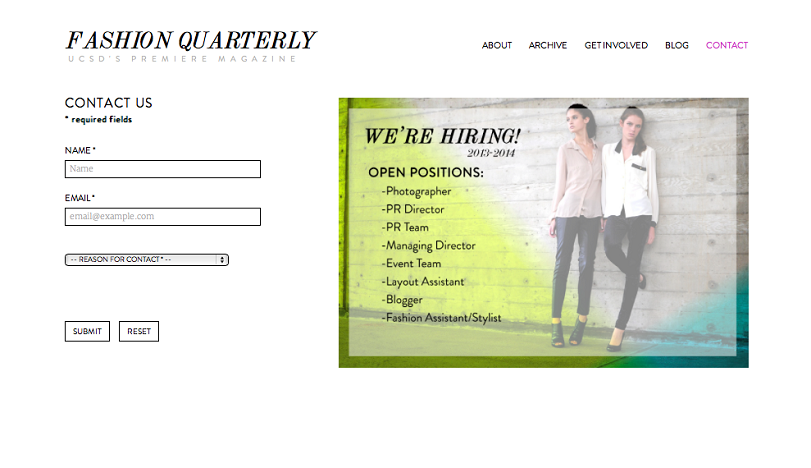 FASHION QUARTERLY
UCSD'S PREMIERE MAGAZINE
ABOUT ARCHIVE GET INVOLVED BLOG CONTACT
CONTACT US
* required fields
NAME *
Name
EMAIL *
email@example.com
-- REASON FOR CONTACT * --
SUBMIT RESET
WE'RE HIRING!
2013-2014
OPEN POSITIONS:
-Photographer
-PR Director
-PR Team
-Managing Director
-Event Team
-Layout Assistant
-Blogger
-Fashion Assistant/Stylist